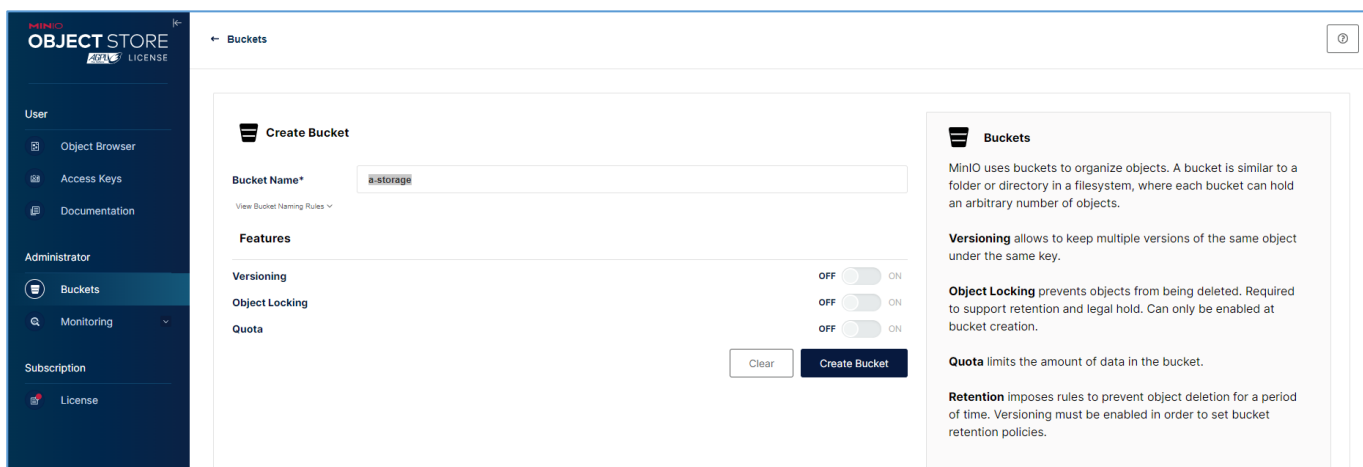 MINIO
OBJECT STORE
AGPLv3 LICENSE
User
Object Browser
Access Keys
Documentation
Administrator
Buckets
Monitoring
Subscription
License
← Buckets
Create Bucket
Bucket Name*
a-storage
View Bucket Naming Rules
Features
Versioning
OFF ON
Object Locking
OFF ON
Quota
OFF ON
Clear
Create Bucket
Buckets
MinIO uses buckets to organize objects. A bucket is similar to a
folder or directory in a filesystem, where each bucket can hold
an arbitrary number of objects.
Versioning allows to keep multiple versions of the same object
under the same key.
Object Locking prevents objects from being deleted. Required
to support retention and legal hold. Can only be enabled at
bucket creation.
Quota limits the amount of data in the bucket.
Retention imposes rules to prevent object deletion for a period
of time. Versioning must be enabled in order to set bucket
retention policies.